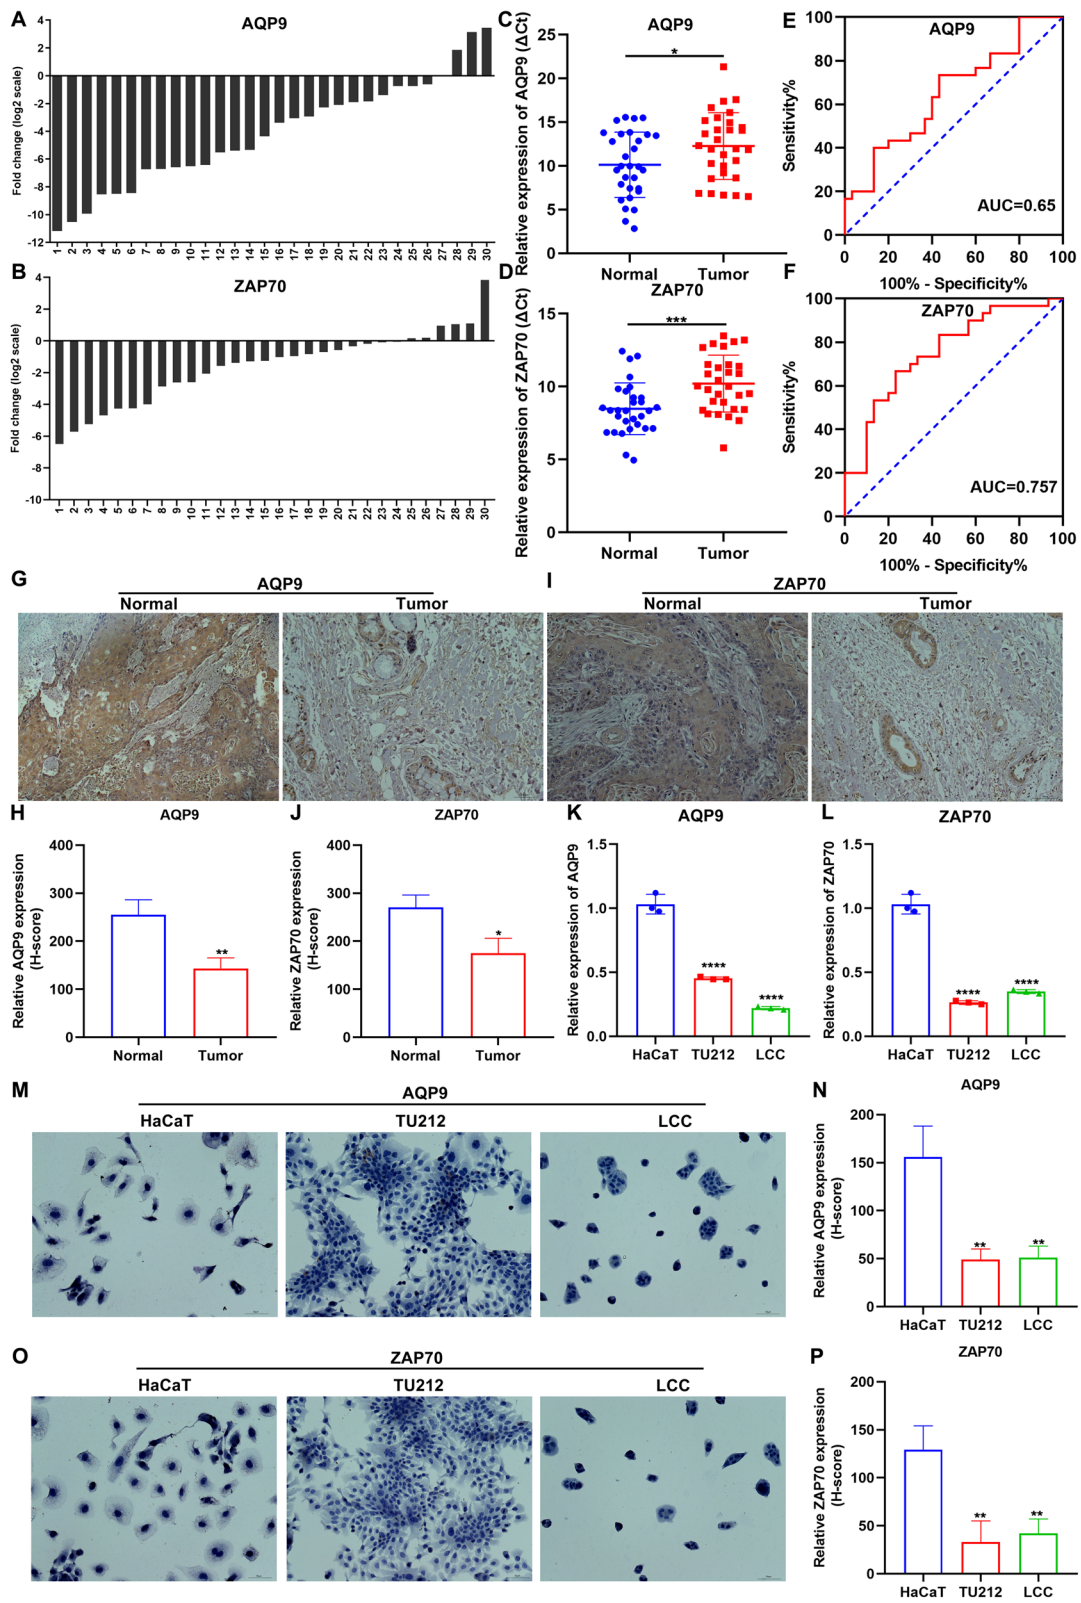 A
AQP9
Fold change (log2 scale)
4
2
0
-2
-4
-6
-8
-10
-12
1 2 3 4 5 6 7 8 9 10 11 12 13 14 15 16 17 18 19 20 21 22 23 24 25 26 27 28 29 30
B
ZAP70
Fold change (log2 scale)
4
2
0
-2
-4
-6
-8
-10
1 2 3 4 5 6 7 8 9 10 11 12 13 14 15 16 17 18 19 20 21 22 23 24 25 26 27 28 29 30
C
AQP9
Relative expression of AQP9 (ΔCt)
25
20
15
10
5
0
*
Normal Tumor
D
ZAP70
Relative expression of ZAP70 (ΔCt)
15
10
5
0
***
Normal Tumor
E
AQP9
Sensitivity%
100
80
60
40
20
0
AUC=0.65
0 20 40 60 80 100
100% - Specificity%
F
ZAP70
Sensitivity%
100
80
60
40
20
0
AUC=0.757
0 20 40 60 80 100
100% - Specificity%
G
AQP9
Normal Tumor
I
ZAP70
Normal Tumor
H
AQP9
Relative AQP9 expression
(H-score)
400
300
200
100
0
**
Normal Tumor
J
ZAP70
Relative ZAP70 expression
(H-score)
400
300
200
100
0
*
Normal Tumor
K
AQP9
Relative expression of AQP9
1.5
1.0
0.5
0.0
****
****
HaCaT TU212 LCC
L
ZAP70
Relative expression of ZAP70
1.5
1.0
0.5
0.0
****
****
HaCaT TU212 LCC
M
AQP9
HaCaT TU212 LCC
N
AQP9
Relative AQP9 expression
(H-score)
200
150
100
50
0
**
**
HaCaT TU212 LCC
O
ZAP70
HaCaT TU212 LCC
P
ZAP70
Relative ZAP70 expression
(H-score)
200
150
100
50
0
**
**
HaCaT TU212 LCC